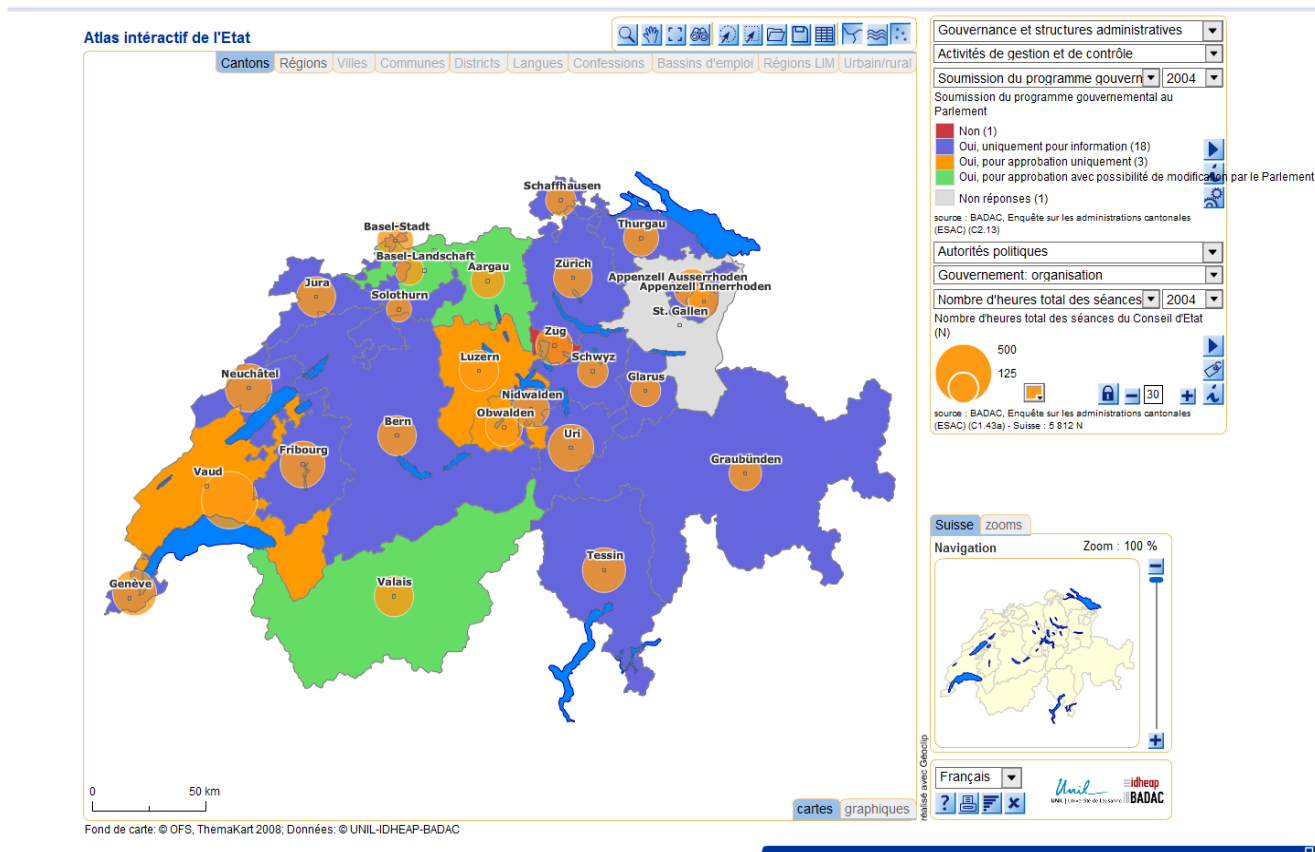 Atlas intéractif de l'Etat
Cantons Régions Villes Communes Districts Langues Confessions Bassins d'emploi Régions LIM Urbain/rural
Schaffhausen
Basel-Stadt
Thurgau
Basel-Landschaft
Aargau
Zürich
Appenzell Ausserrhoden
Appenzell Innerrhoden
Jura
Solothurn
St. Gallen
Zug
Luzern
Schwyz
Glarus
Neuchâtel
Nidwalden
Obwalden
Bern
Uri
Fribourg
Graubünden
Vaud
Tessin
Genève
Valais
0 50 km
cartes graphiques
Fond de carte: © OFS, ThemaKart 2008; Données: © UNIL-IDHEAP-BADAC
réalisé avec Géoclip
Gouvernance et structures administratives
Activités de gestion et de contrôle
Soumission du programme gouvern 2004
Soumission du programme gouvernemental au
Parlement
Non (1)
Oui, uniquement pour information (18)
Oui, pour approbation uniquement (3)
Oui, pour approbation avec possibilité de modification par le Parlement
Non réponses (1)
source : BADAC, Enquête sur les administrations cantonales
(ESAC) (C2.13)
Autorités politiques
Gouvernement: organisation
Nombre d'heures total des séances 2004
Nombre d'heures total des séances du Conseil d'Etat
(N)
500
125
30
source : BADAC, Enquête sur les administrations cantonales
(ESAC) (C1.43a) - Suisse : 5 812 N
Suisse zooms
Navigation Zoom : 100 %
Français
Unil
UNIL | Université de Lausanne
idheap
BADAC